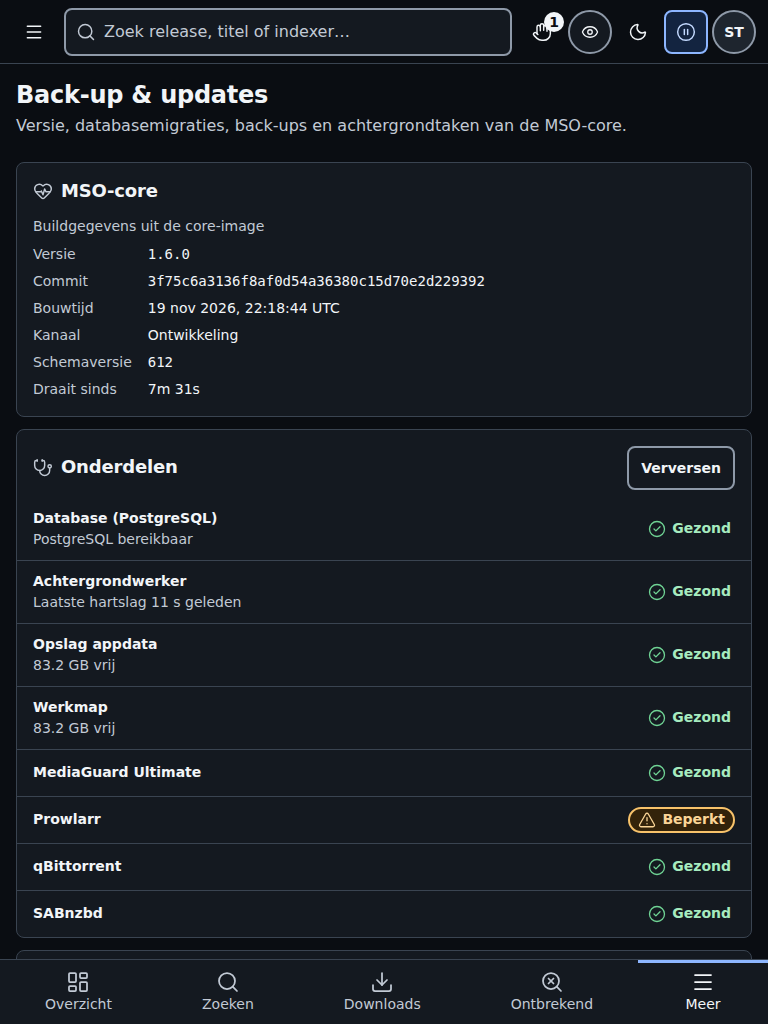 Zoek release, titel of indexer…
1
ST
Back-up & updates
Versie, databasemigraties, back-ups en achtergrondtaken van de MSO-core.
MSO-core
Buildgegevens uit de core-image
Versie 1.6.0
Commit 3f75c6a3136f8af0d54a36380c15d70e2d229392
Bouwtijd 19 nov 2026, 22:18:44 UTC
Kanaal Ontwikkeling
Schemaversie 612
Draait sinds 7m 31s
Onderdelen
Verversen
Database (PostgreSQL)
PostgreSQL bereikbaar
Gezond
Achtergrondwerker
Laatste hartslag 11 s geleden
Gezond
Opslag appdata
83.2 GB vrij
Gezond
Werkmap
83.2 GB vrij
Gezond
MediaGuard Ultimate
Gezond
Prowlarr
Beperkt
qBittorrent
Gezond
SABnzbd
Gezond
Overzicht
Zoeken
Downloads
Ontbrekend
Meer